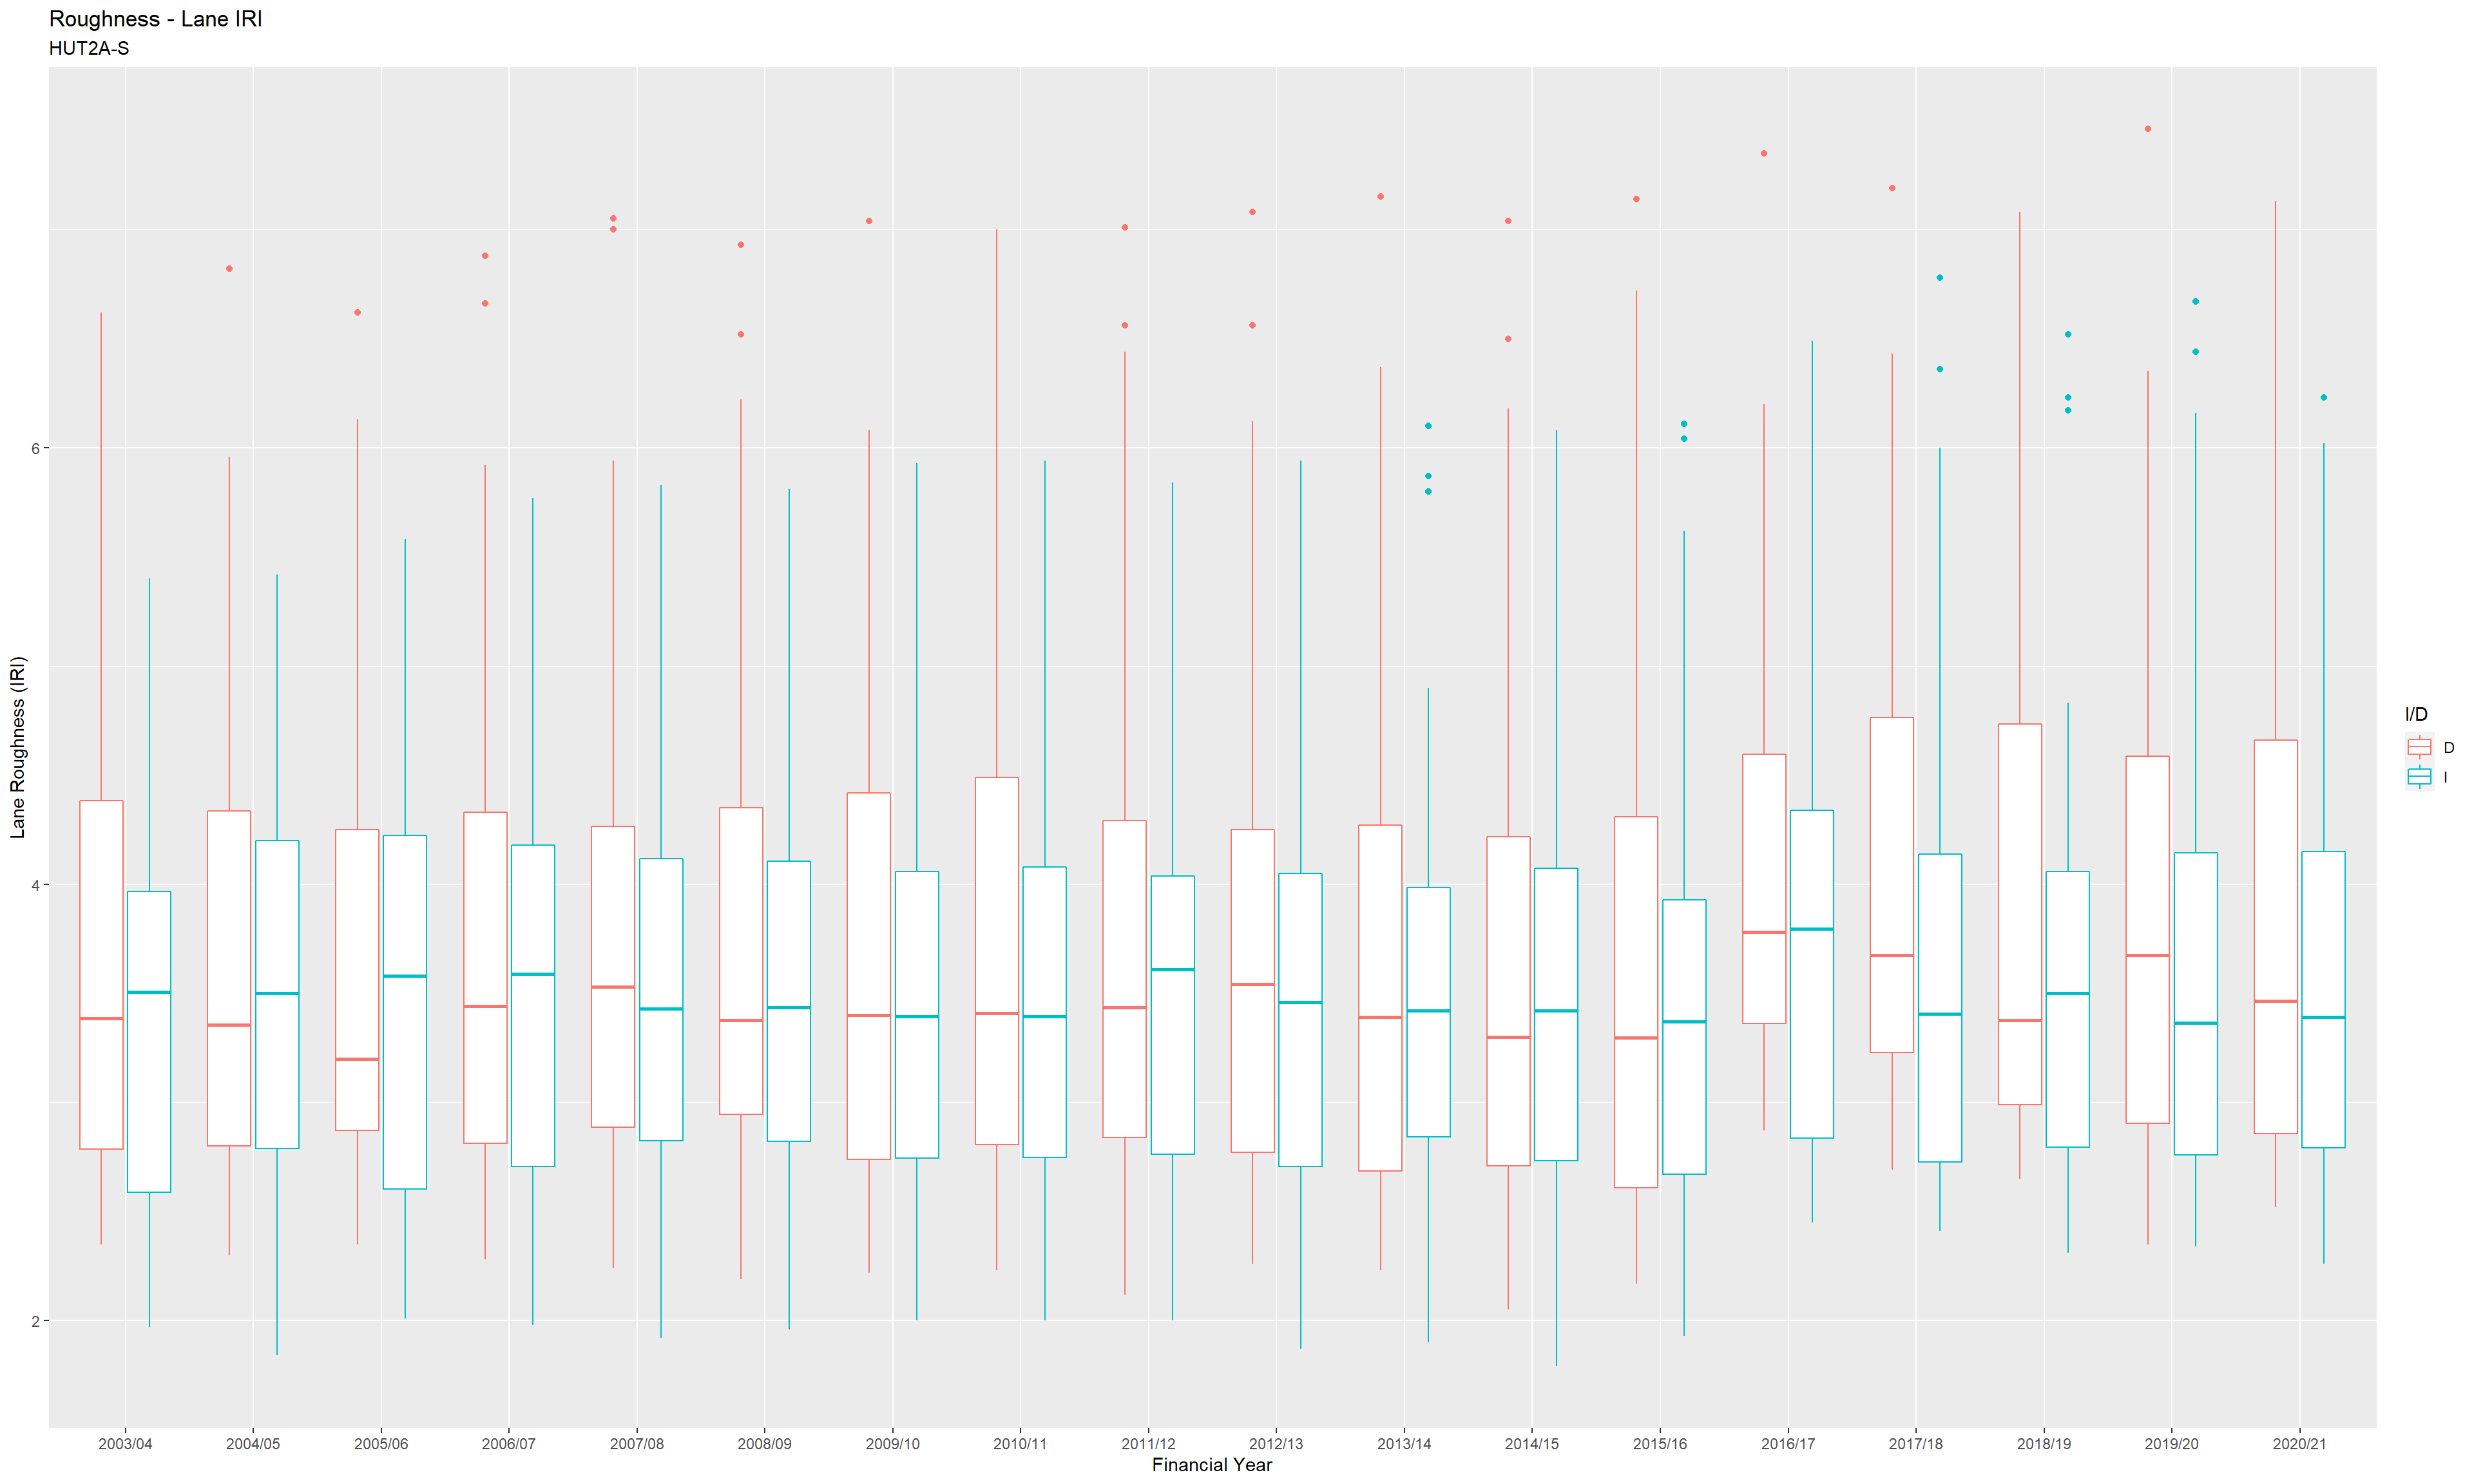 Roughness - Lane IRI
HUT2A-S
Lane Roughness (IRI)
6
4
2
2003/04 2004/05 2005/06 2006/07 2007/08 2008/09 2009/10 2010/11 2011/12 2012/13 2013/14 2014/15 2015/16 2016/17 2017/18 2018/19 2019/20 2020/21
Financial Year
I/D
D
I